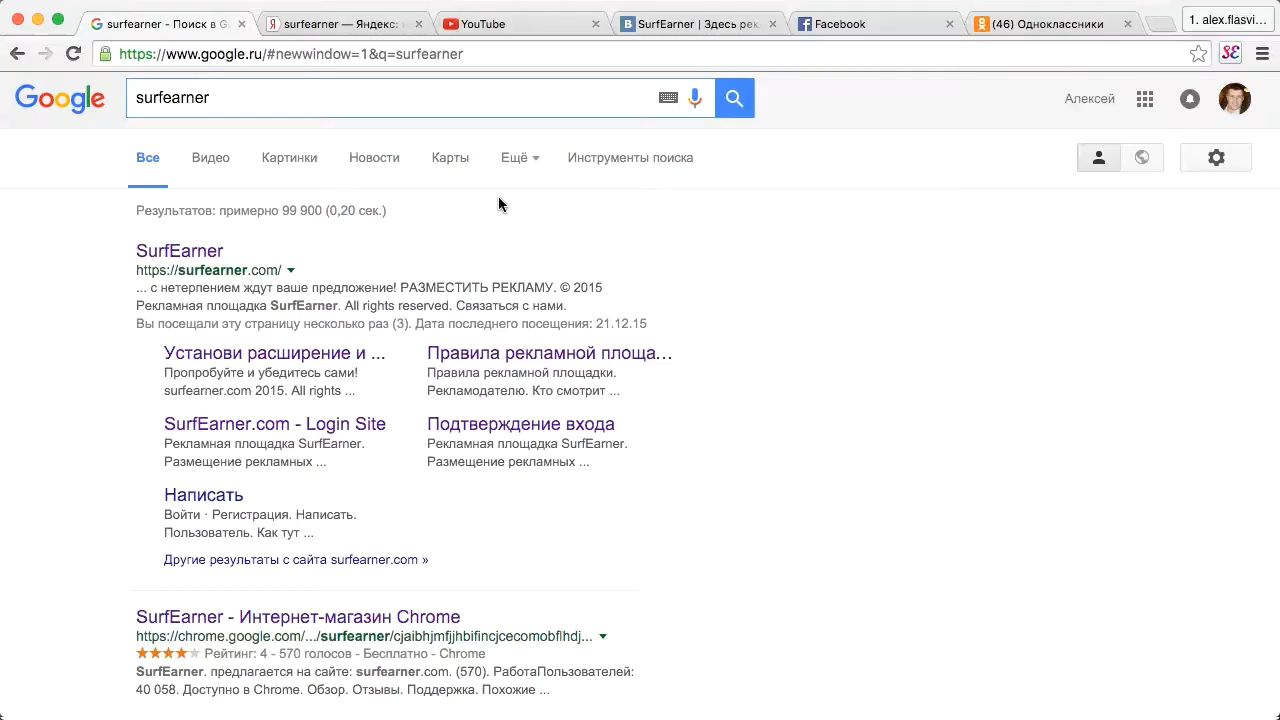 surfearner - Поиск в G
surfearner — Яндекс:
YouTube
SurfEarner | Здесь рек
Facebook
(46) Одноклассники
1. alex.flasvi...
https://www.google.ru/#newwindow=1&q=surfearner
Google
surfearner
Алексей
Все
Видео
Картинки
Новости
Карты
Ещё
Инструменты поиска
Результатов: примерно 99 900 (0,20 сек.)
SurfEarner
https://surfearner.com/
... с нетерпением ждут ваше предложение! РАЗМЕСТИТЬ РЕКЛАМУ. © 2015
Рекламная площадка SurfEarner. All rights reserved. Связаться с нами.
Вы посещали эту страницу несколько раз (3). Дата последнего посещения: 21.12.15
Установи расширение и ...
Пропробуйте и убедитесь сами!
surfearner.com 2015. All rights ...
Правила рекламной площа...
Правила рекламной площадки.
Рекламодателю. Кто смотрит ...
SurfEarner.com - Login Site
Рекламная площадка SurfEarner.
Размещение рекламных ...
Подтверждение входа
Рекламная площадка SurfEarner.
Размещение рекламных ...
Написать
Войти · Регистрация. Написать.
Пользователь. Как тут ...
Другие результаты с сайта surfearner.com »
SurfEarner - Интернет-магазин Chrome
https://chrome.google.com/.../surfearner/cjaibhjmfjjhbifincjcecomobflhdj...
Рейтинг: 4 - 570 голосов - Бесплатно - Chrome
SurfEarner. предлагается на сайте: surfearner.com. (570). РаботаПользователей:
40 058. Доступно в Chrome. Обзор. Отзывы. Поддержка. Похожие ...